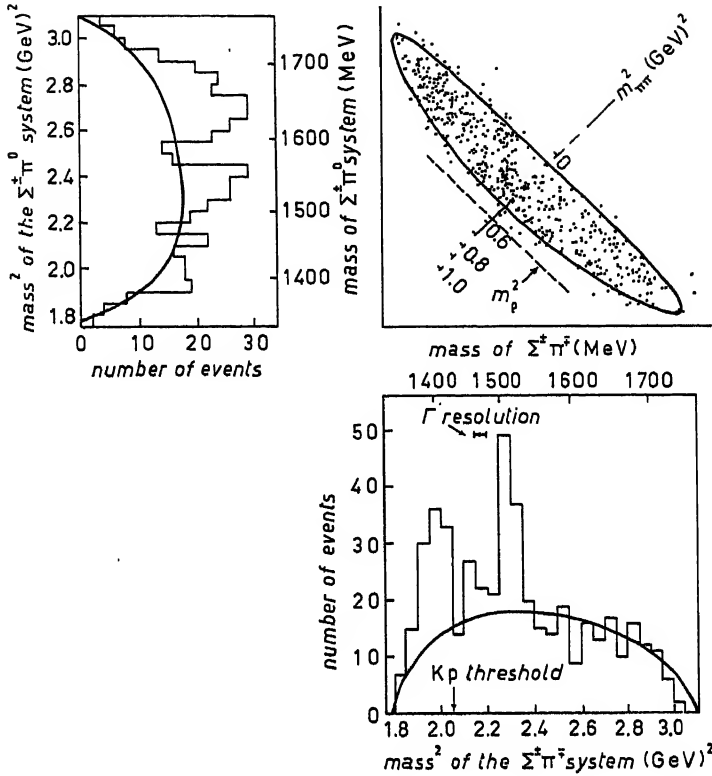 mass² of the Σ± π⁰ system (GeV)²
3.0
2.8
2.6
2.4
2.2
2.0
1.8
0 10 20 30
number of events
1700
1600
1500
1400
mass of Σ± π⁰ system (MeV)
m²ππ (GeV)²
0
0.6
0.8
1.0
m²ρ
mass of Σ± π∓ (MeV)
1400 1500 1600 1700
Γ resolution
50
40
30
20
10
0
number of events
Kp threshold
1.8 2.0 2.2 2.4 2.6 2.8 3.0
mass² of the Σ± π∓ system (GeV)²